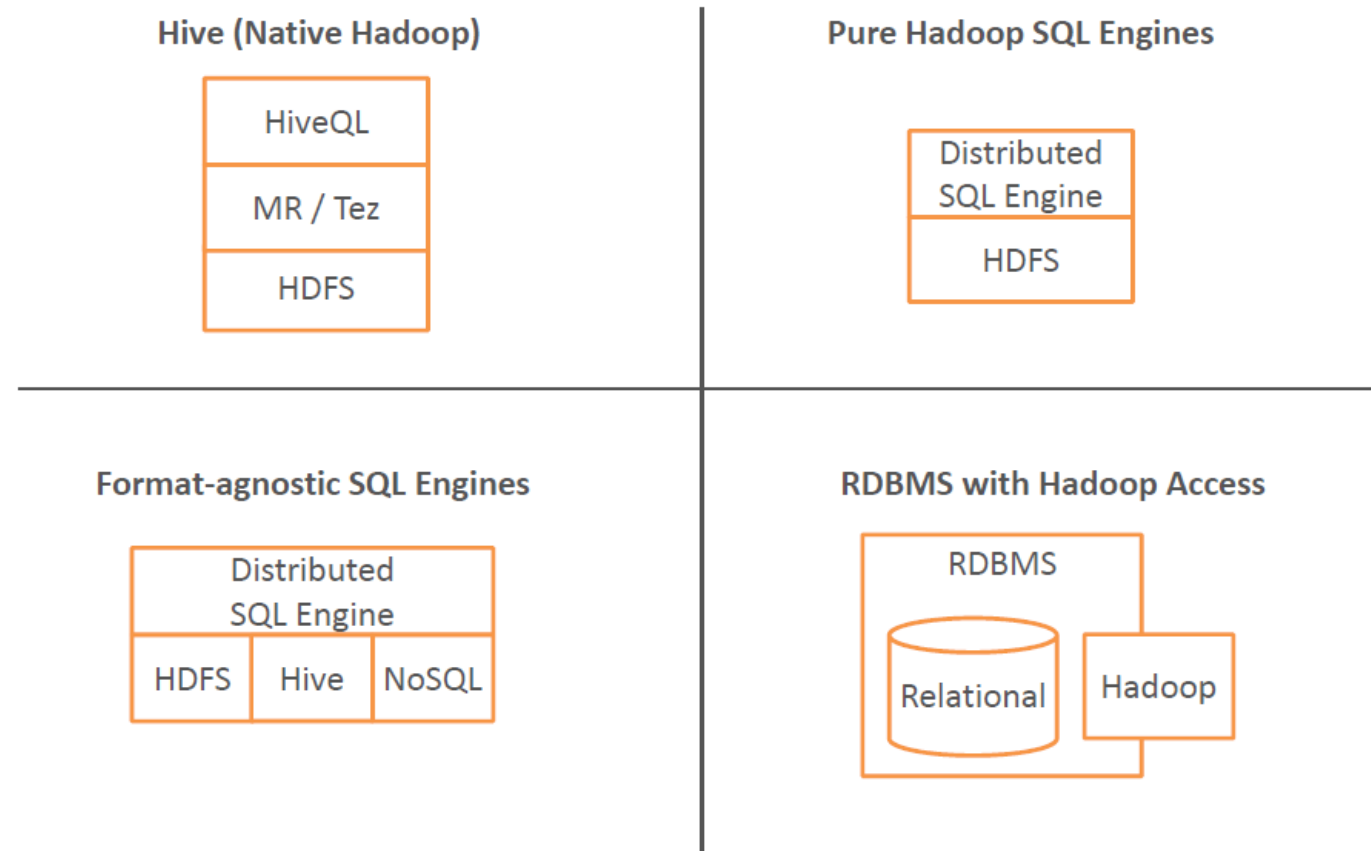 Hive (Native Hadoop)
HiveQL
MR / Tez
HDFS
Pure Hadoop SQL Engines
Distributed
SQL Engine
HDFS
Format-agnostic SQL Engines
Distributed
SQL Engine
HDFS
Hive
NoSQL
RDBMS with Hadoop Access
RDBMS
Relational
Hadoop